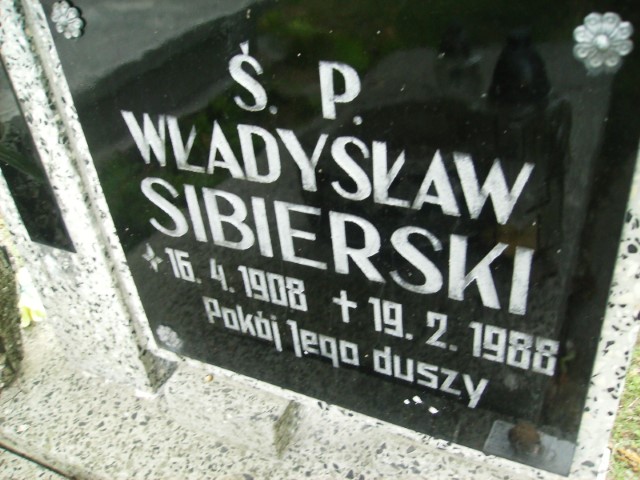 Ś. P.
WŁADYSŁAW
SIBIERSKI
* 16. 4. 1908 ✝ 19. 2. 1988
Pokój Jego duszy